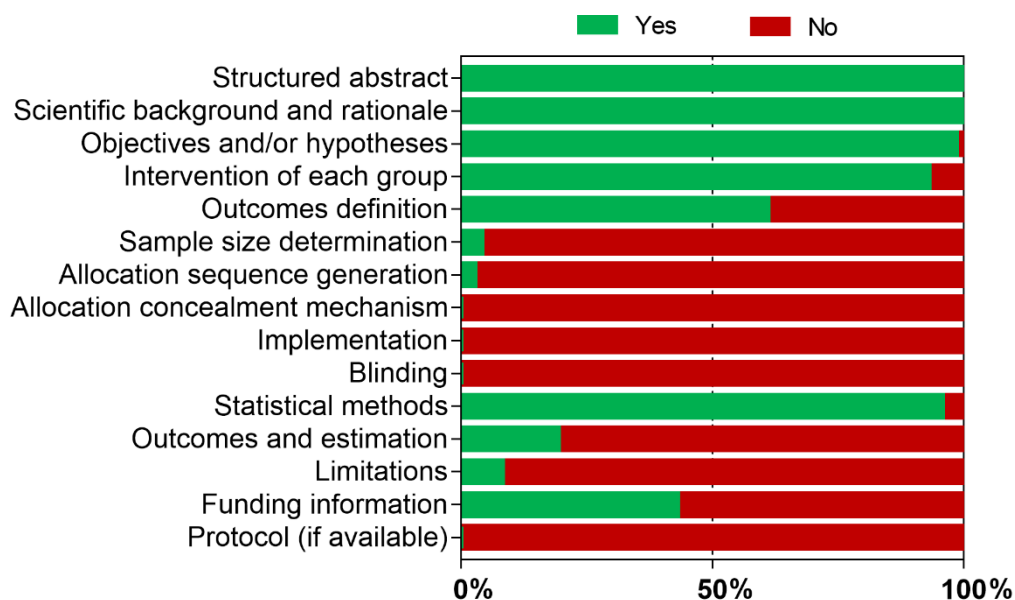 Yes No
Structured abstract
Scientific background and rationale
Objectives and/or hypotheses
Intervention of each group
Outcomes definition
Sample size determination
Allocation sequence generation
Allocation concealment mechanism
Implementation
Blinding
Statistical methods
Outcomes and estimation
Limitations
Funding information
Protocol (if available)
0% 50% 100%